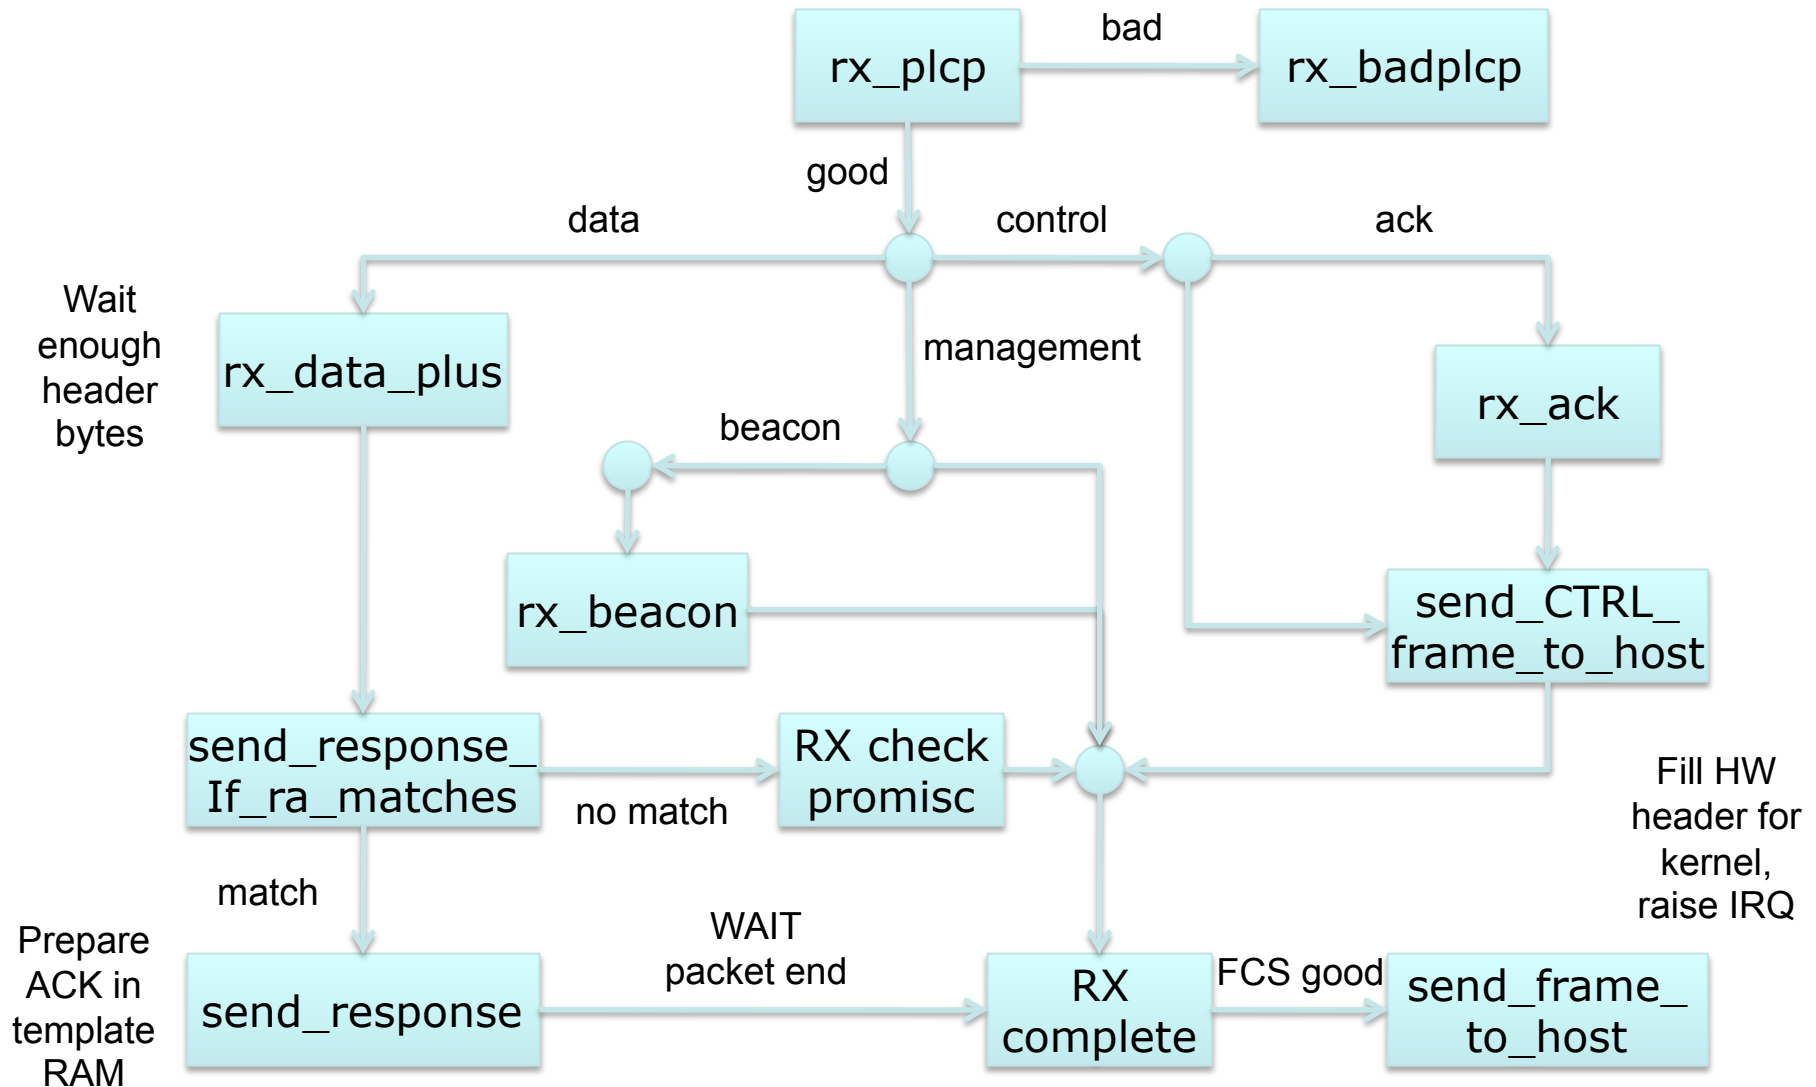 bad
rx_plcp
rx_badplcp
good
data
control
ack
Wait
enough
header
bytes
rx_data_plus
management
rx_ack
beacon
rx_beacon
send_CTRL_
frame_to_host
send_response_
If_ra_matches
no match
RX check
promisc
Fill HW
header for
kernel,
raise IRQ
match
Prepare
ACK in
template
RAM
send_response
WAIT
packet end
RX
complete
FCS good
send_frame_
to_host